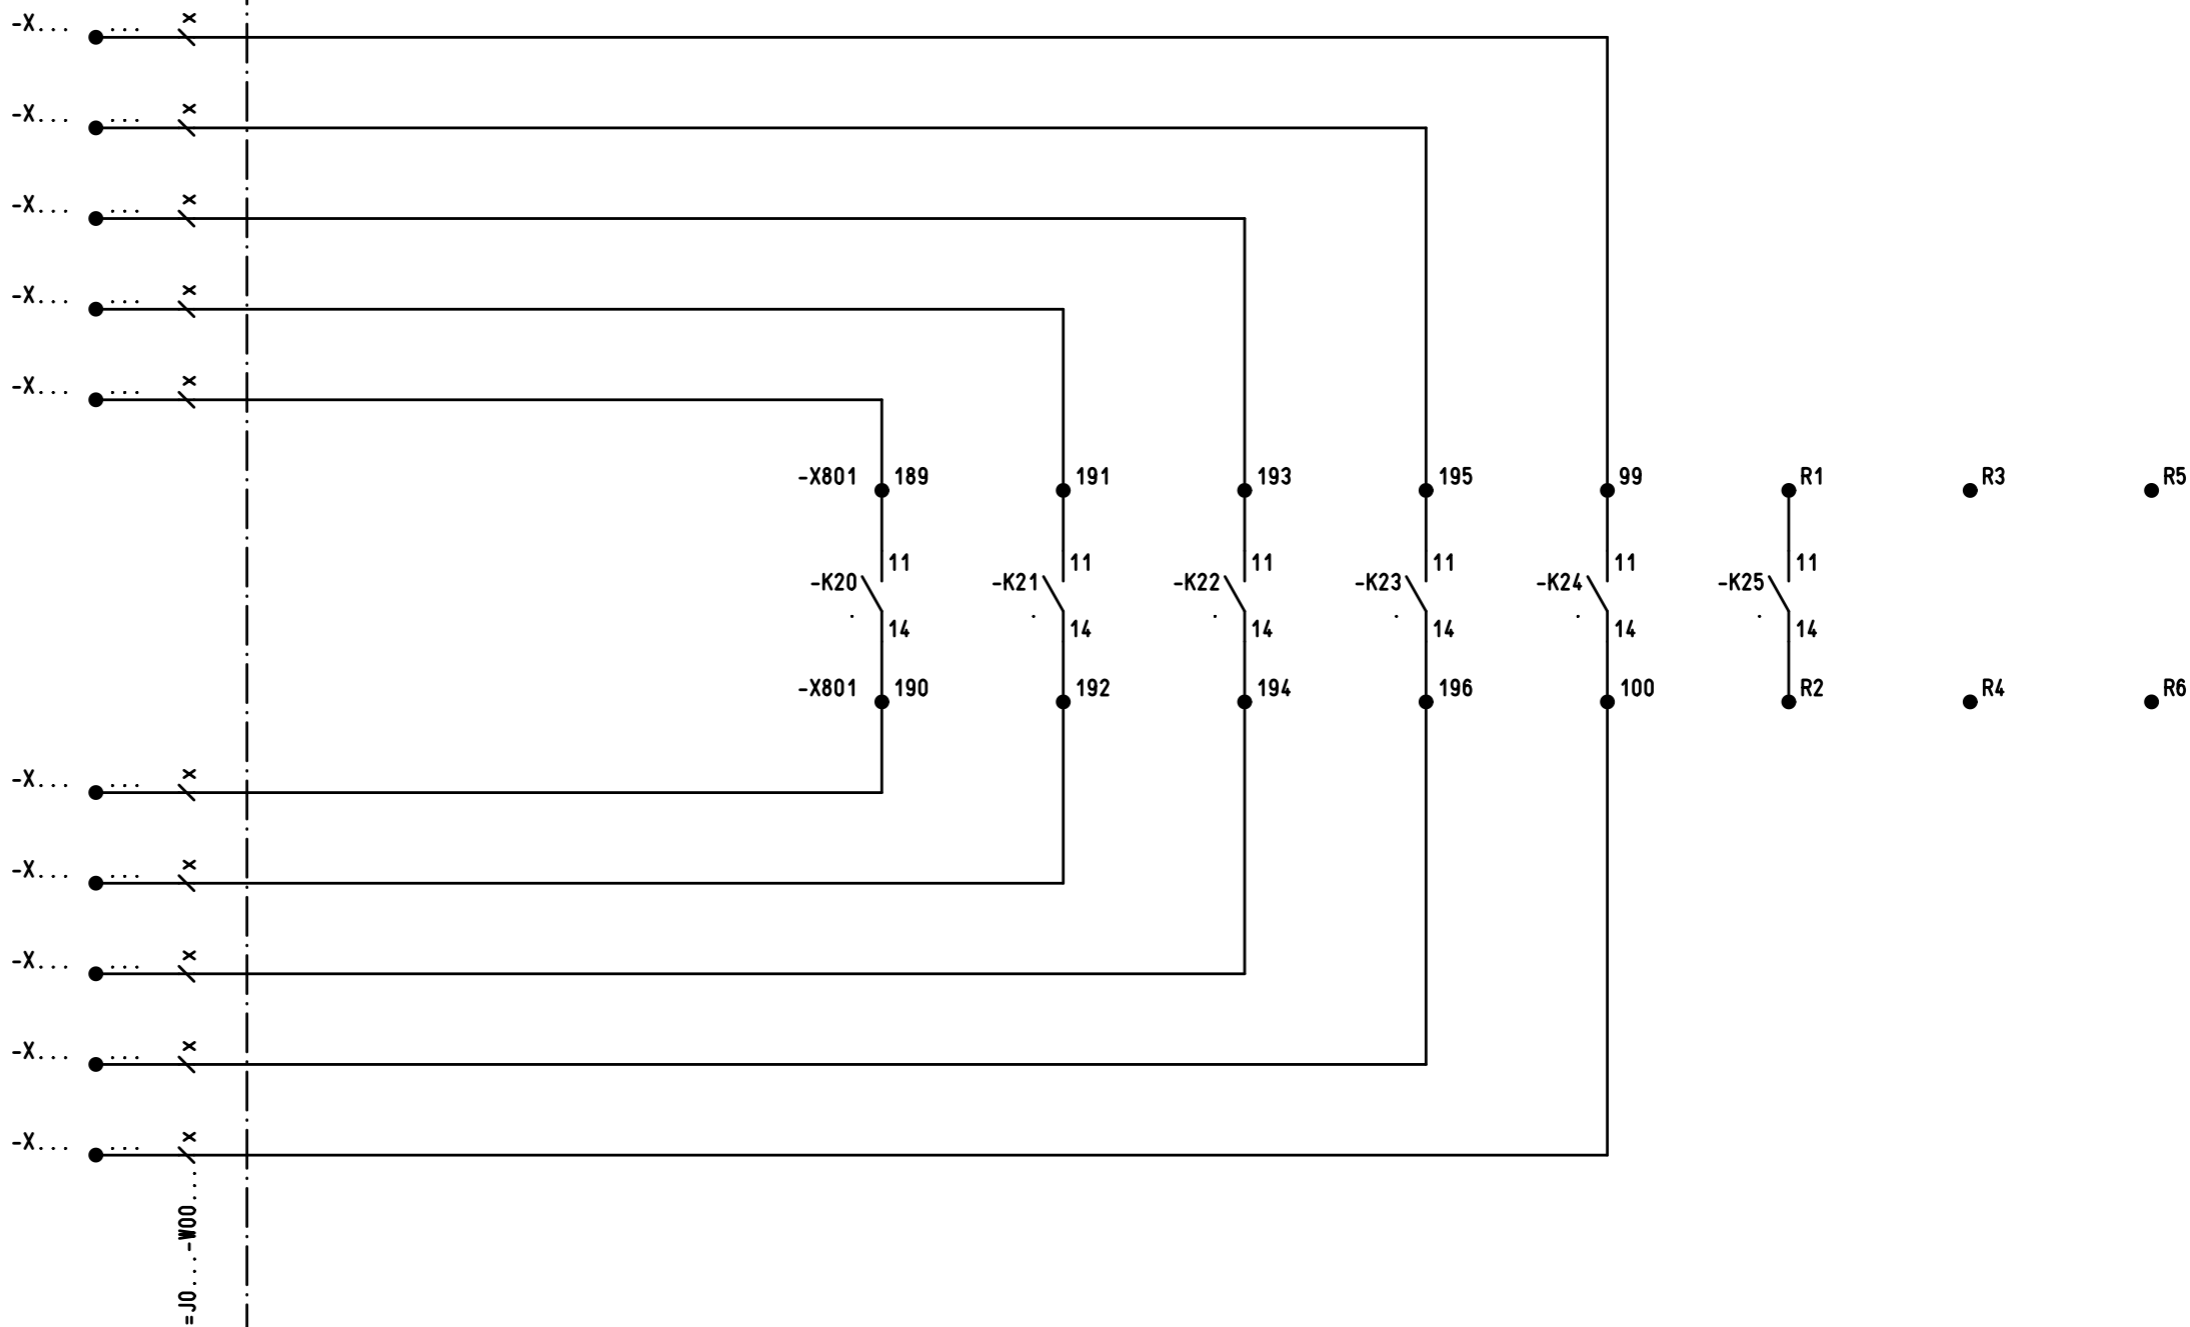 -X... ... x
-X... ... x
-X... ... x
-X... ... x
-X... ... x
-X801 189 191 193 195 99 R1 R3 R5
11 11 11 11 11 11
-K20 -K21 -K22 -K23 -K24 -K25
. . . . . .
14 14 14 14 14 14
-X801 190 192 194 196 100 R2 R4 R6
-X... ... x
-X... ... x
-X... ... x
-X... ... x
-X... ... x
=J0.....-W00.....